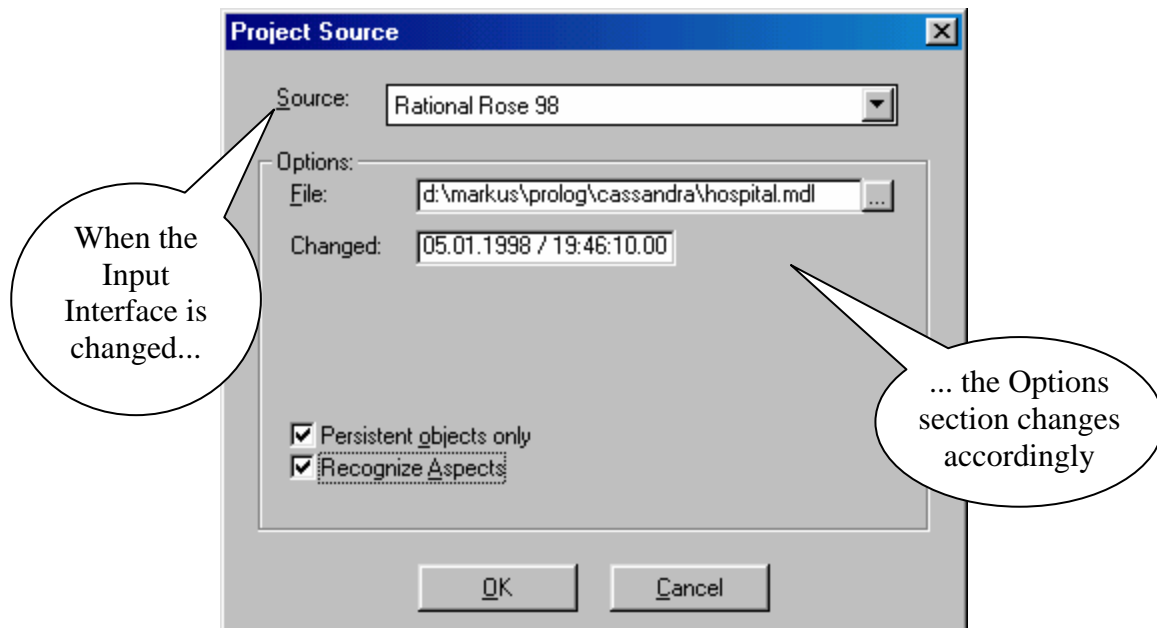 Project Source
Source: Rational Rose 98
Options:
File: d:\markus\prolog\cassandra\hospital.mdl ...
Changed: 05.01.1998 / 19:46:10.00
When the
Input
Interface is
changed...
... the Options
section changes
accordingly
Persistent objects only
Recognize Aspects
OK Cancel